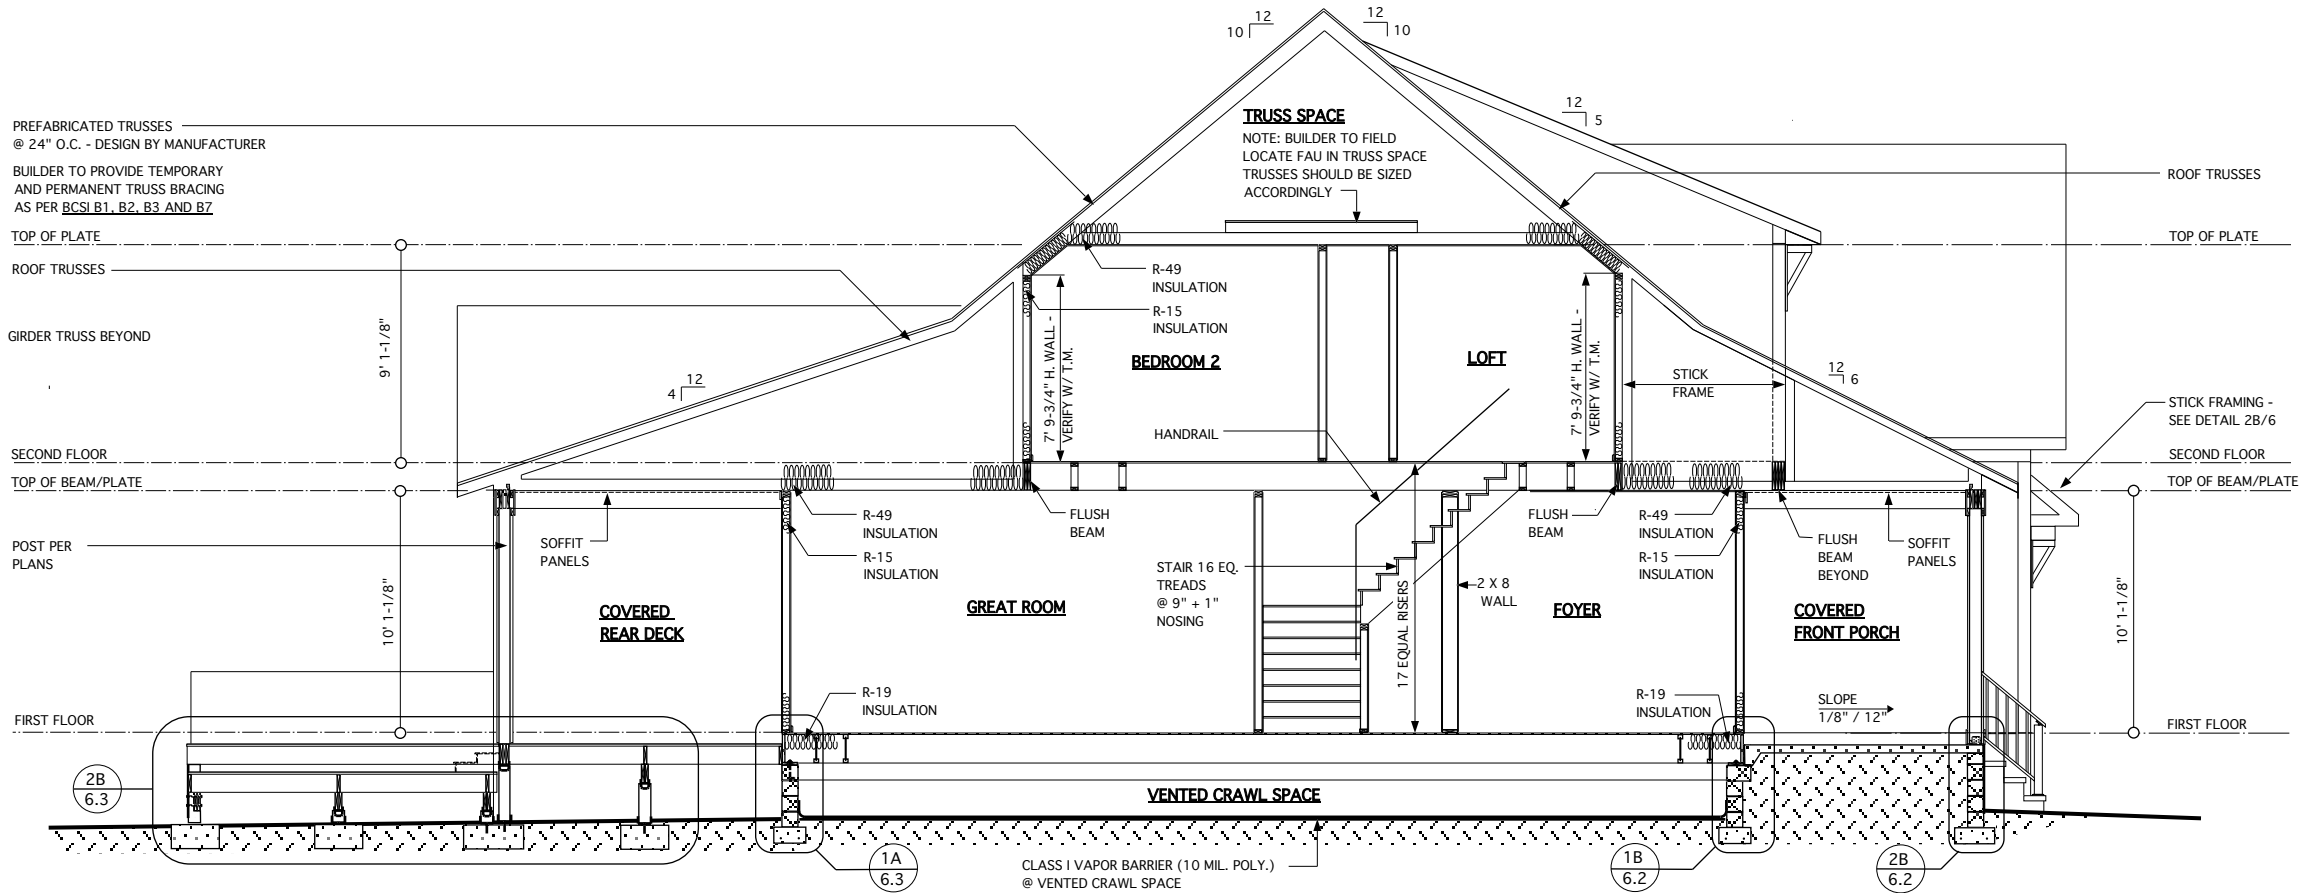 12
10
12
10
12
5
TRUSS SPACE
NOTE: BUILDER TO FIELD
LOCATE FAU IN TRUSS SPACE
TRUSSES SHOULD BE SIZED
ACCORDINGLY
PREFABRICATED TRUSSES
@ 24" O.C. - DESIGN BY MANUFACTURER
BUILDER TO PROVIDE TEMPORARY
AND PERMANENT TRUSS BRACING
AS PER BCSI B1, B2, B3 AND B7
ROOF TRUSSES
TOP OF PLATE
TOP OF PLATE
ROOF TRUSSES
R-49
INSULATION
R-15
INSULATION
GIRDER TRUSS BEYOND
9' 1-1/8"
7' 9-3/4" H. WALL -
VERIFY W/ T.M.
BEDROOM 2
LOFT
7' 9-3/4" H. WALL -
VERIFY W/ T.M.
STICK
FRAME
12
4
12
6
STICK FRAMING -
SEE DETAIL 2B/6
HANDRAIL
SECOND FLOOR
SECOND FLOOR
TOP OF BEAM/PLATE
TOP OF BEAM/PLATE
POST PER
PLANS
SOFFIT
PANELS
R-49
INSULATION
R-15
INSULATION
FLUSH
BEAM
FLUSH
BEAM
R-49
INSULATION
R-15
INSULATION
FLUSH
BEAM
BEYOND
SOFFIT
PANELS
STAIR 16 EQ.
TREADS
@ 9" + 1"
NOSING
17 EQUAL RISERS
2 X 8
WALL
10' 1-1/8"
COVERED
REAR DECK
GREAT ROOM
FOYER
COVERED
FRONT PORCH
10' 1-1/8"
R-19
INSULATION
R-19
INSULATION
SLOPE
1/8" / 12"
FIRST FLOOR
FIRST FLOOR
2B
6.3
VENTED CRAWL SPACE
1A
6.3
CLASS I VAPOR BARRIER (10 MIL. POLY.)
@ VENTED CRAWL SPACE
1B
6.2
2B
6.2